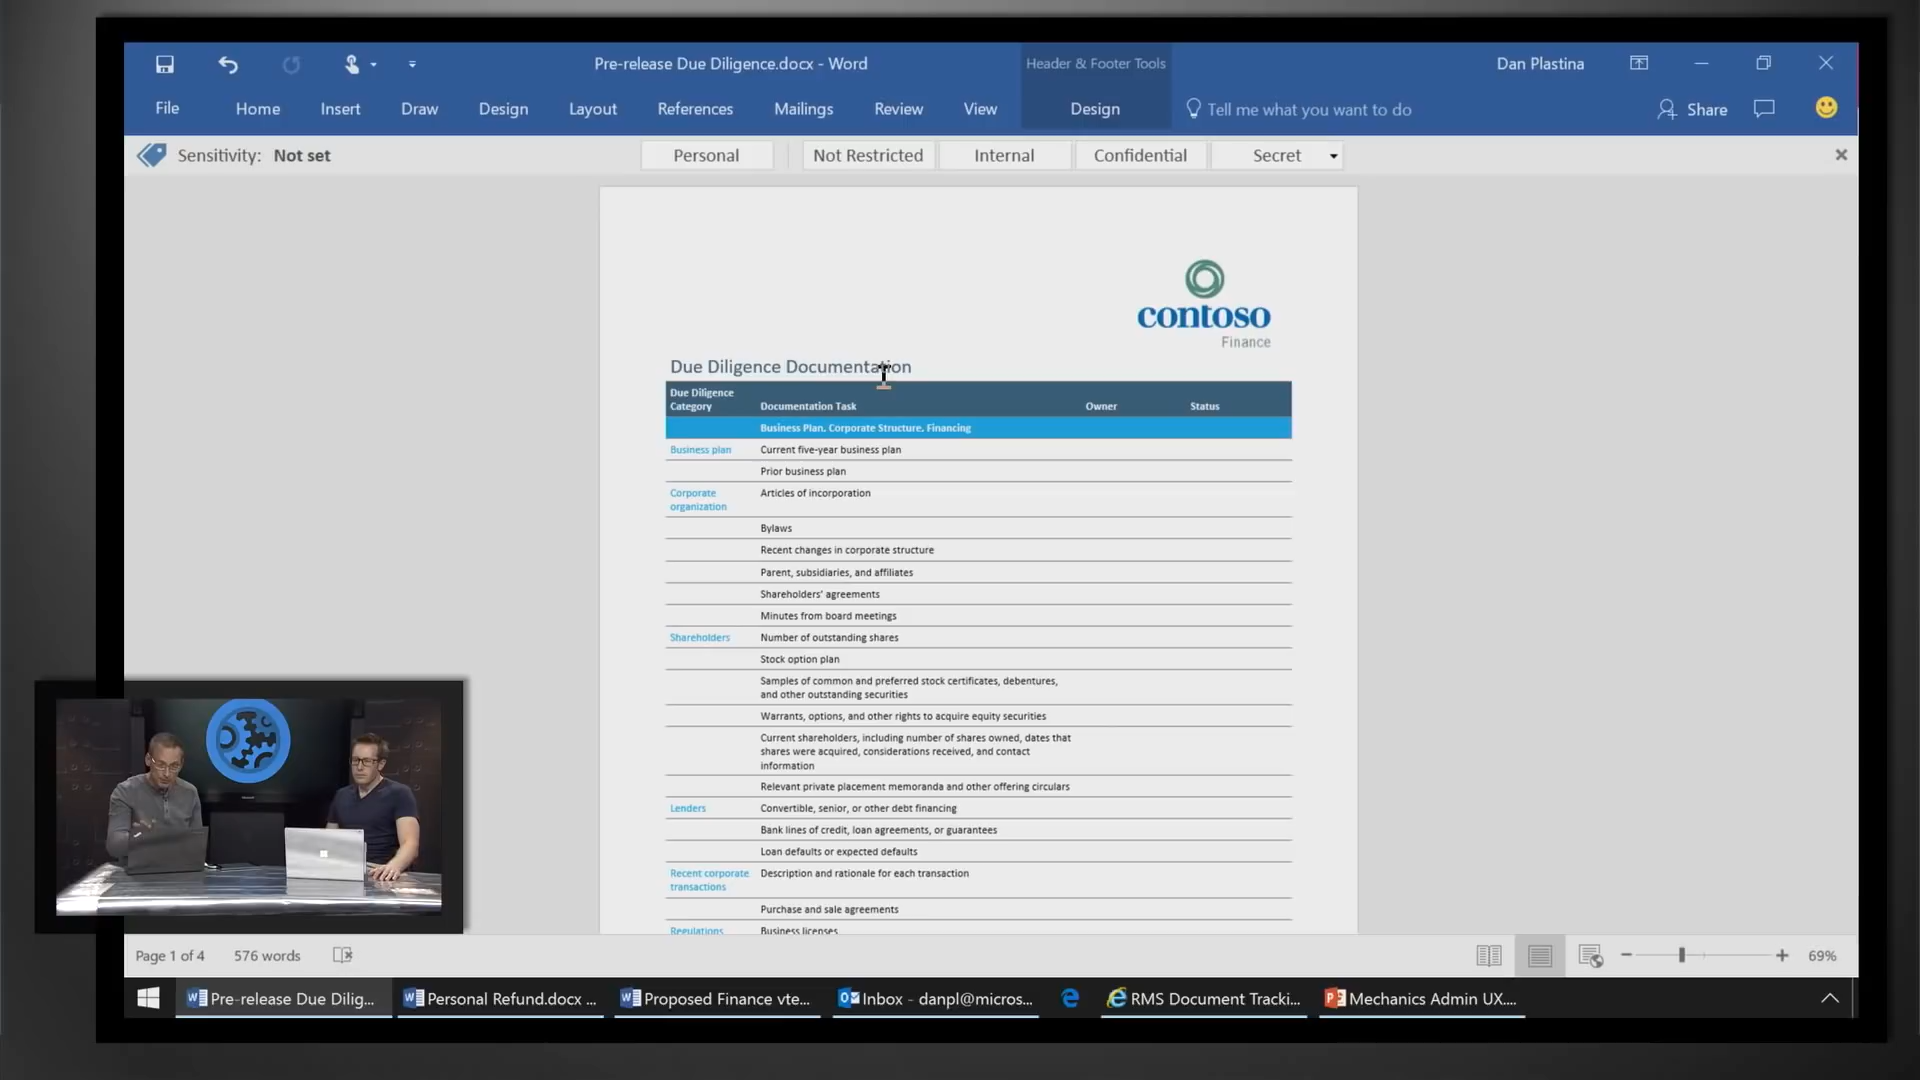 Pre-release Due Diligence.docx - Word
Header & Footer Tools
Dan Plastina
File
Home
Insert
Draw
Design
Layout
References
Mailings
Review
View
Design
Tell me what you want to do
Share
Sensitivity: Not set
Personal
Not Restricted
Internal
Confidential
Secret
contoso
Finance
Due Diligence Documentation
Due Diligence
Category
Documentation Task
Owner
Status
Business Plan, Corporate Structure, Financing
Business plan
Current five-year business plan
Prior business plan
Corporate
organization
Articles of incorporation
Bylaws
Recent changes in corporate structure
Parent, subsidiaries, and affiliates
Shareholders' agreements
Minutes from board meetings
Shareholders
Number of outstanding shares
Stock option plan
Samples of common and preferred stock certificates, debentures,
and other outstanding securities
Warrants, options, and other rights to acquire equity securities
Current shareholders, including number of shares owned, dates that
shares were acquired, considerations received, and contact
information
Relevant private placement memoranda and other offering circulars
Lenders
Convertible, senior, or other debt financing
Bank lines of credit, loan agreements, or guarantees
Loan defaults or expected defaults
Recent corporate
transactions
Description and rationale for each transaction
Purchase and sale agreements
Regulations
Business licenses
Page 1 of 4
576 words
69%
Pre-release Due Dilig...
Personal Refund.docx ...
Proposed Finance vte...
Inbox - danpl@micros...
RMS Document Tracki...
Mechanics Admin UX....